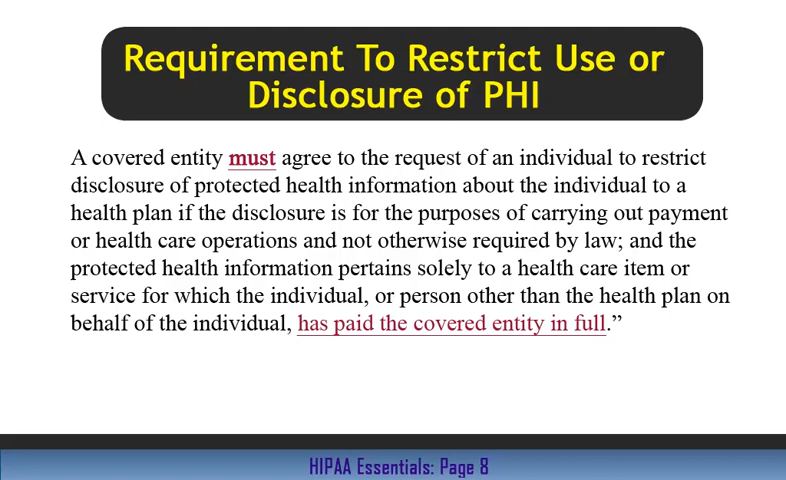 Requirement To Restrict Use or
Disclosure of PHI
A covered entity must agree to the request of an individual to restrict
disclosure of protected health information about the individual to a
health plan if the disclosure is for the purposes of carrying out payment
or health care operations and not otherwise required by law; and the
protected health information pertains solely to a health care item or
service for which the individual, or person other than the health plan on
behalf of the individual, has paid the covered entity in full.”
HIPAA Essentials: Page 8